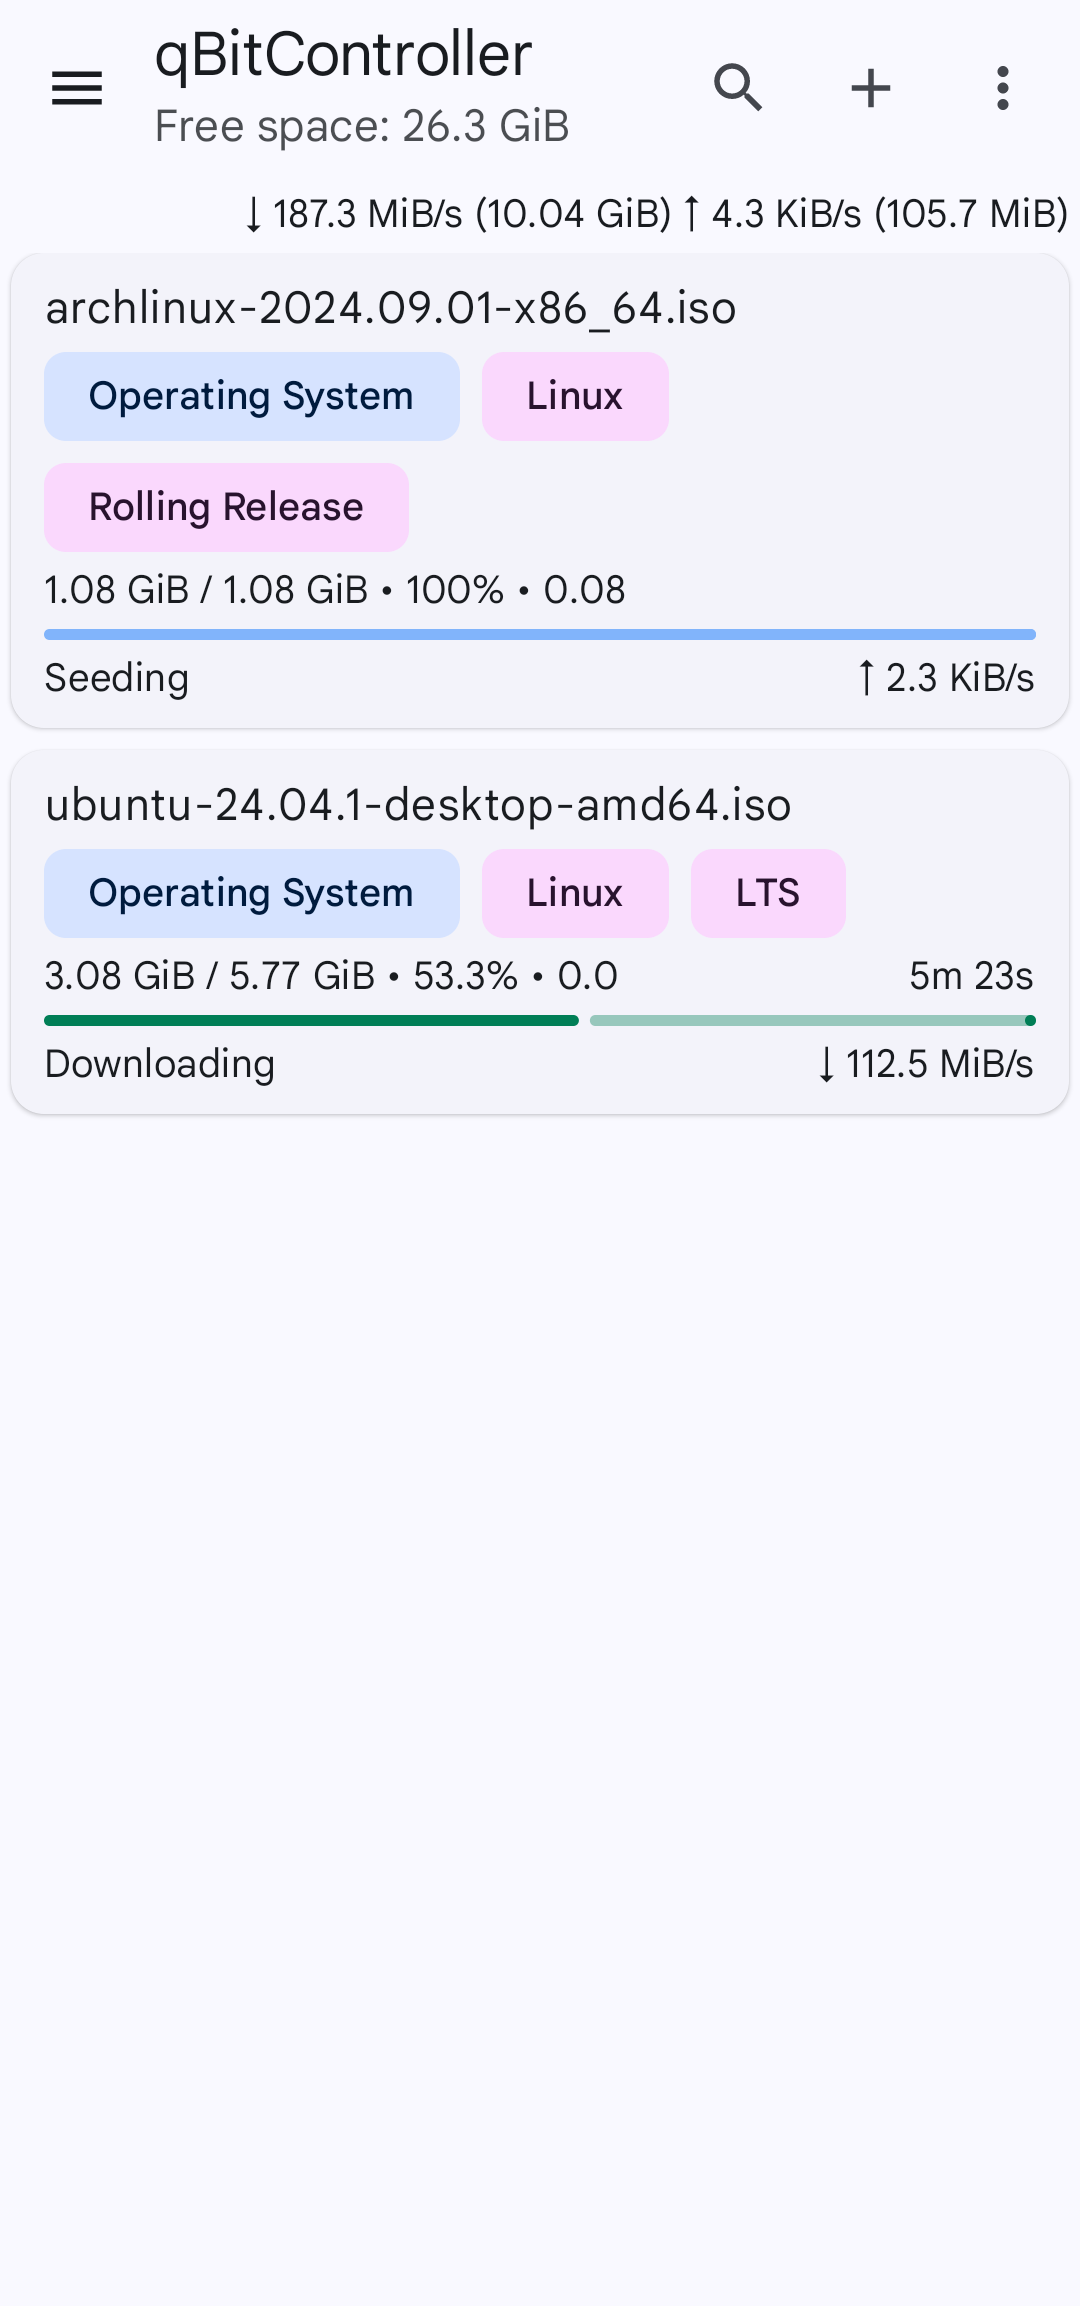 qBitController
Free space: 26.3 GiB
↓ 187.3 MiB/s (10.04 GiB) ↑ 4.3 KiB/s (105.7 MiB)
archlinux-2024.09.01-x86_64.iso
Operating System Linux
Rolling Release
1.08 GiB / 1.08 GiB • 100% • 0.08
Seeding ↑ 2.3 KiB/s
ubuntu-24.04.1-desktop-amd64.iso
Operating System Linux LTS
3.08 GiB / 5.77 GiB • 53.3% • 0.0 5m 23s
Downloading ↓ 112.5 MiB/s